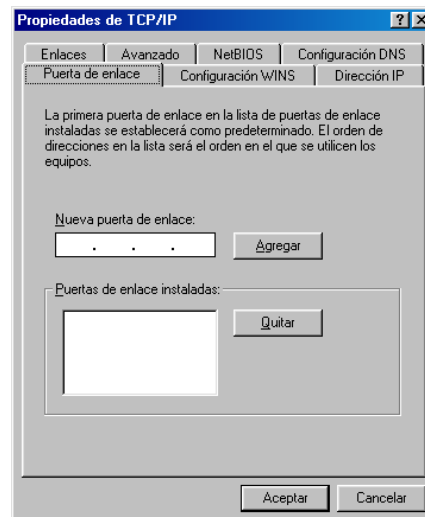 Propiedades de TCP/IP
Enlaces Avanzado NetBIOS Configuración DNS
Puerta de enlace Configuración WINS Dirección IP
La primera puerta de enlace en la lista de puertas de enlace
instaladas se establecerá como predeterminado. El orden de
direcciones en la lista será el orden en el que se utilicen los
equipos.
Nueva puerta de enlace:
. . . Agregar
Puertas de enlace instaladas:
Quitar
Aceptar Cancelar